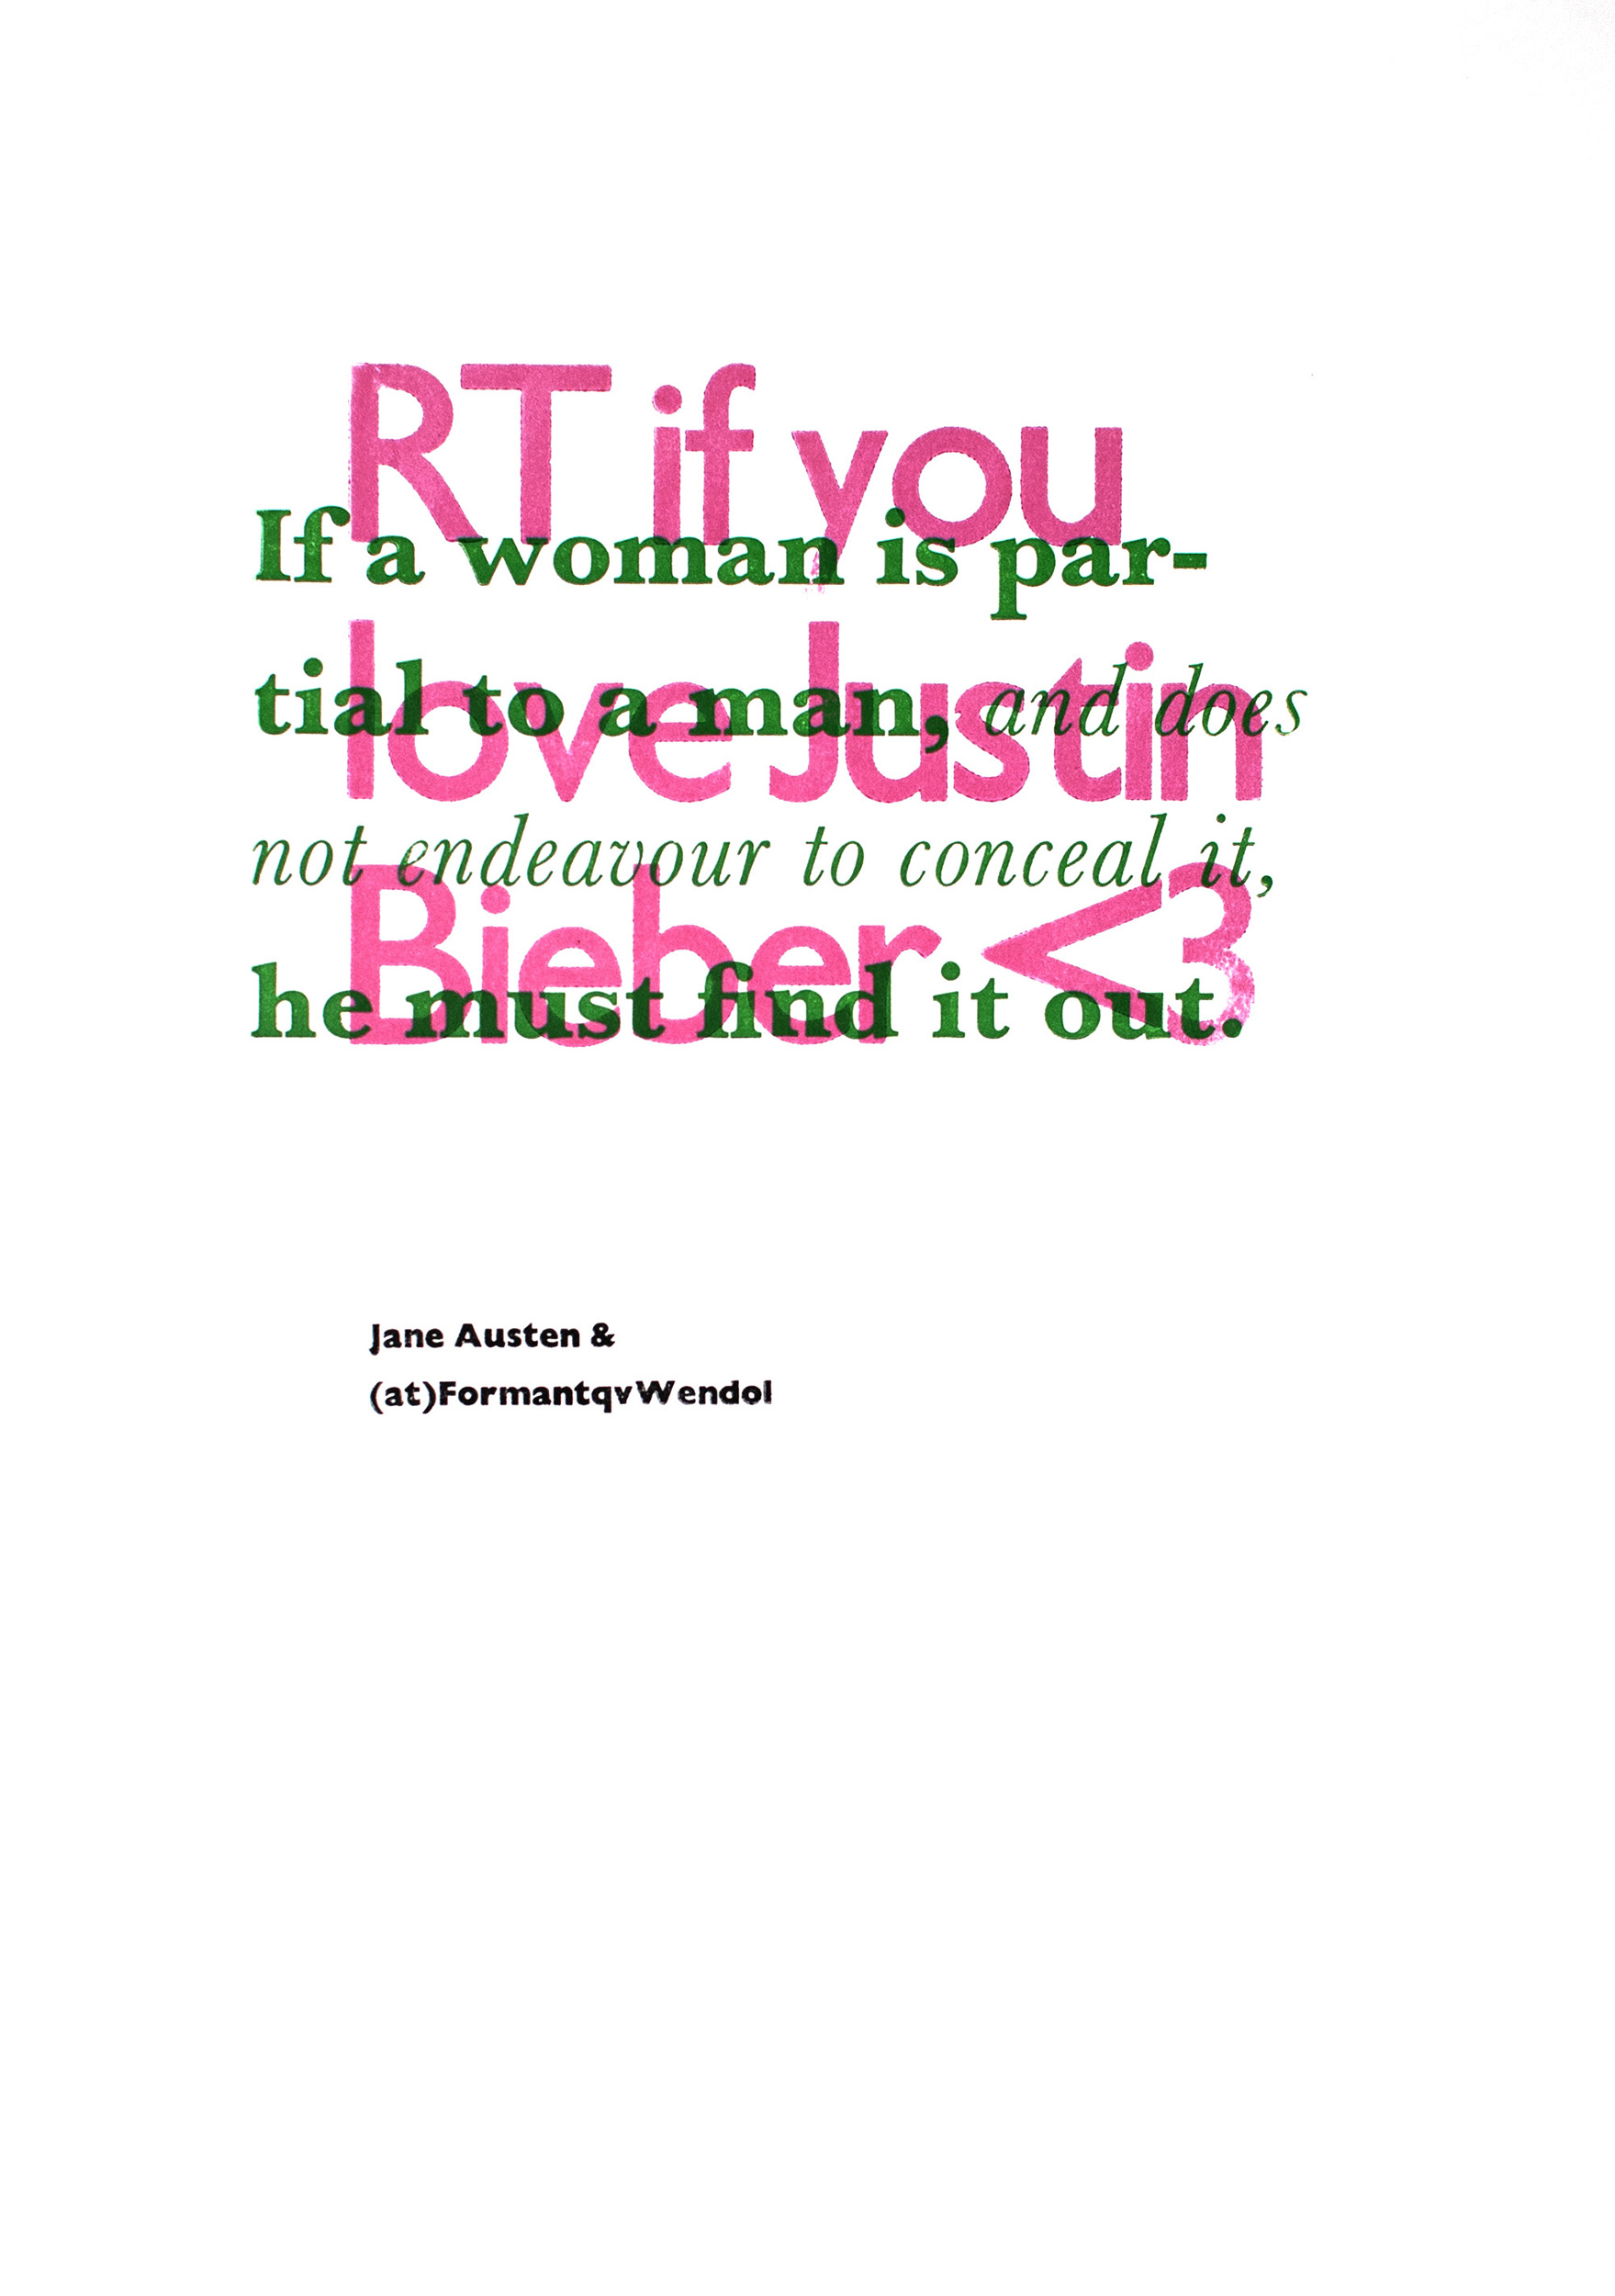 RT if you
love Justin
Bieber <3
If a woman is par-
tial to a man, and does
not endeavour to conceal it,
he must find it out.
Jane Austen &
(at)FormantqvWendol